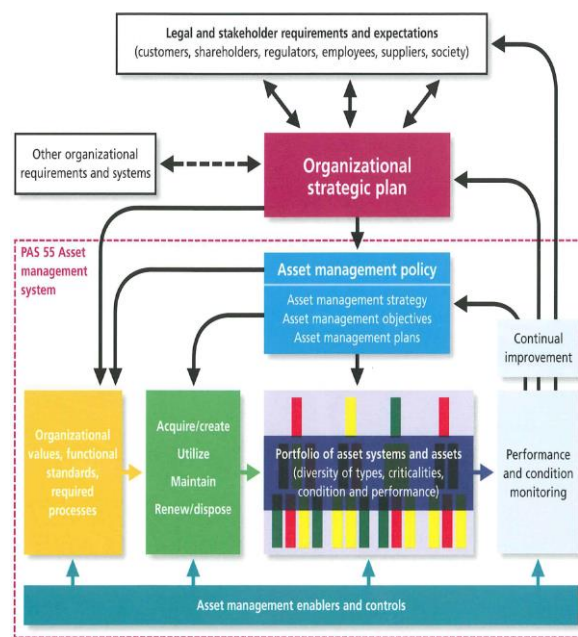 Legal and stakeholder requirements and expectations
(customers, shareholders, regulators, employees, suppliers, society)
Other organizational
requirements and systems
Organizational
strategic plan
PAS 55 Asset
management
system
Asset management policy
Asset management strategy
Asset management objectives
Asset management plans
Continual
improvement
Organizational
values, functional
standards,
required
processes
Acquire/create
Utilize
Maintain
Renew/dispose
Portfolio of asset systems and assets
(diversity of types, criticalities,
condition and performance)
Performance
and condition
monitoring
Asset management enablers and controls